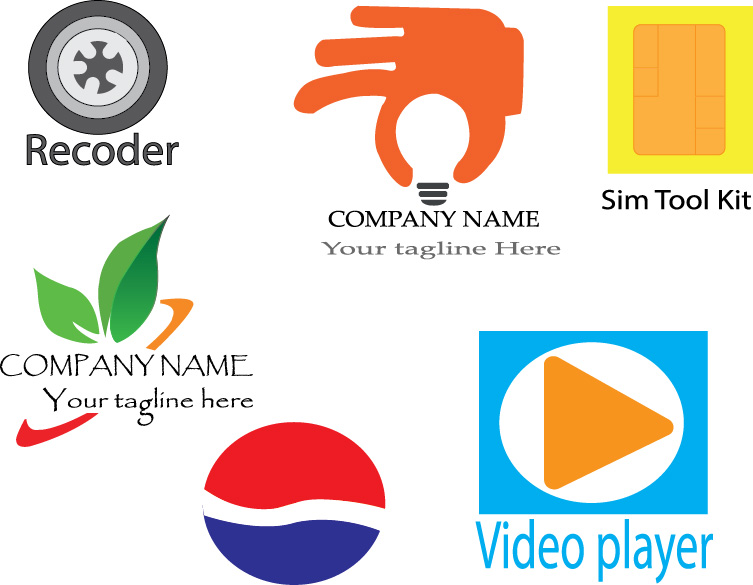 Recoder
COMPANY NAME
Your tagline Here
Sim Tool Kit
COMPANY NAME
Your tagline here
Video player